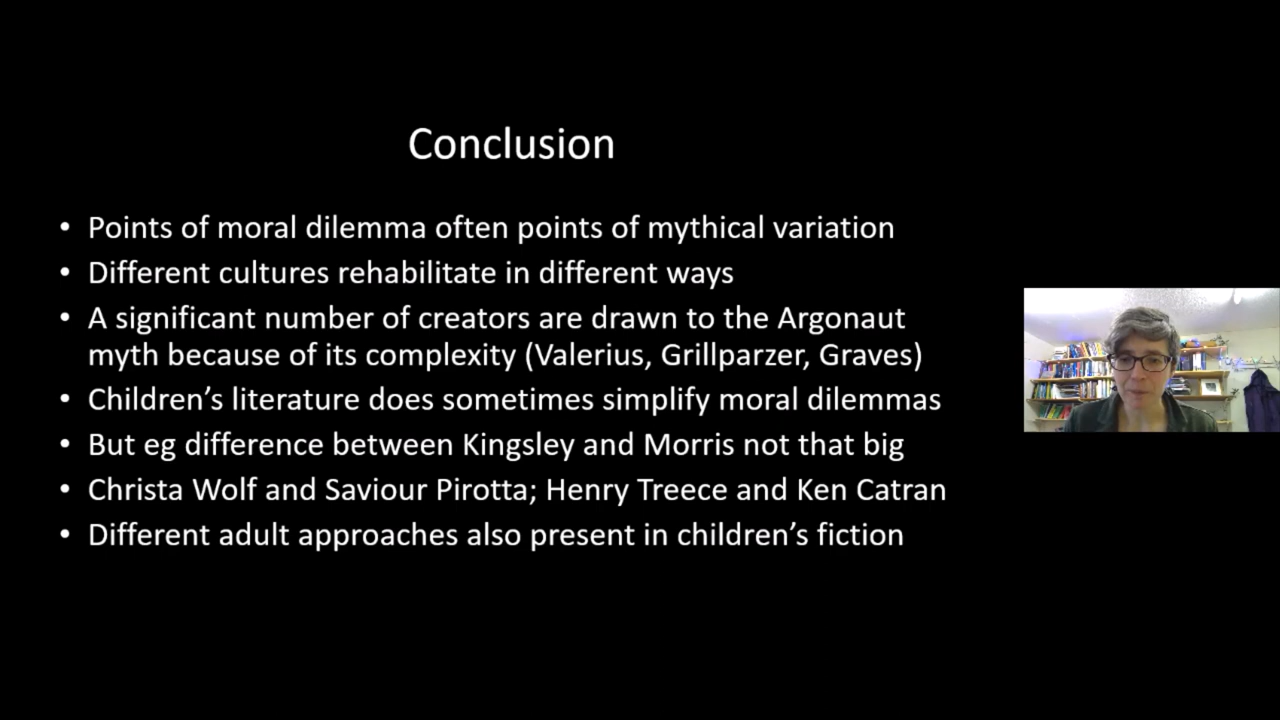 Conclusion
• Points of moral dilemma often points of mythical variation
• Different cultures rehabilitate in different ways
• A significant number of creators are drawn to the Argonaut
myth because of its complexity (Valerius, Grillparzer, Graves)
• Children’s literature does sometimes simplify moral dilemmas
• But eg difference between Kingsley and Morris not that big
• Christa Wolf and Saviour Pirotta; Henry Treece and Ken Catran
• Different adult approaches also present in children’s fiction